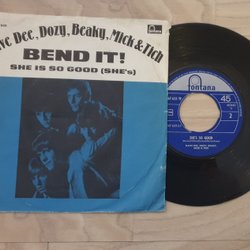 ve Dee, Dozy, Beaky, Mick & Tich
BEND IT!
SHE IS SO GOOD (SHE's)
fontana
45
2
SHE'S SO GOOD